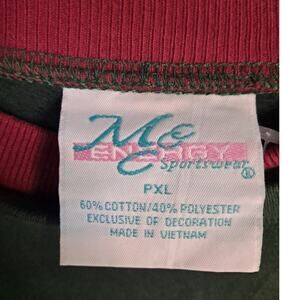 Mc
ENERGY
Sportswear®
PXL
60% COTTON/40% POLYESTER
EXCLUSIVE OF DECORATION
MADE IN VIETNAM